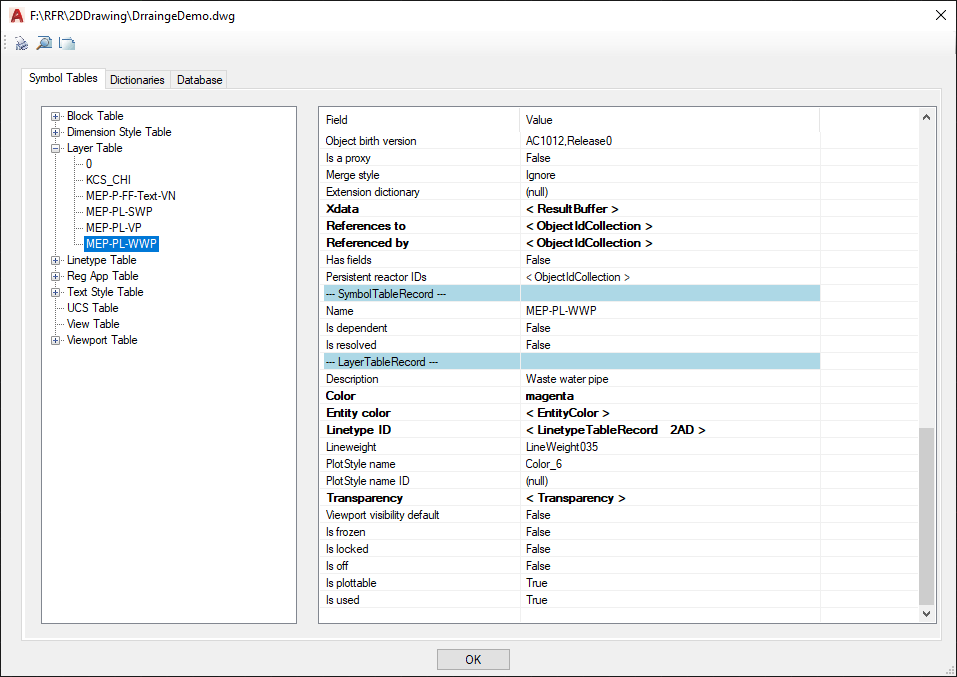 F:\RFR\2DDrawing\DrraingeDemo.dwg
Symbol Tables Dictionaries Database
Block Table
Dimension Style Table
Layer Table
0
KCS_CHI
MEP-P-FF-Text-VN
MEP-PL-SWP
MEP-PL-VP
MEP-PL-WWP
Linetype Table
Reg App Table
Text Style Table
UCS Table
View Table
Viewport Table
Field Value
Object birth version AC1012,Release0
Is a proxy False
Merge style Ignore
Extension dictionary (null)
Xdata < ResultBuffer >
References to < ObjectIdCollection >
Referenced by < ObjectIdCollection >
Has fields False
Persistent reactor IDs < ObjectIdCollection >
--- SymbolTableRecord ---
Name MEP-PL-WWP
Is dependent False
Is resolved False
--- LayerTableRecord ---
Description Waste water pipe
Color magenta
Entity color < EntityColor >
Linetype ID < LinetypeTableRecord 2AD >
Lineweight LineWeight035
PlotStyle name Color_6
PlotStyle name ID (null)
Transparency < Transparency >
Viewport visibility default False
Is frozen False
Is locked False
Is off False
Is plottable True
Is used True
OK